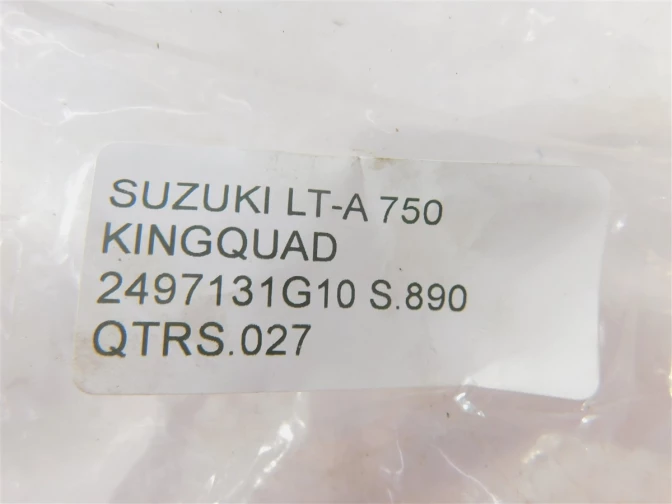 SUZUKI LT-A 750
KINGQUAD
2497131G10 S.890
QTRS.027